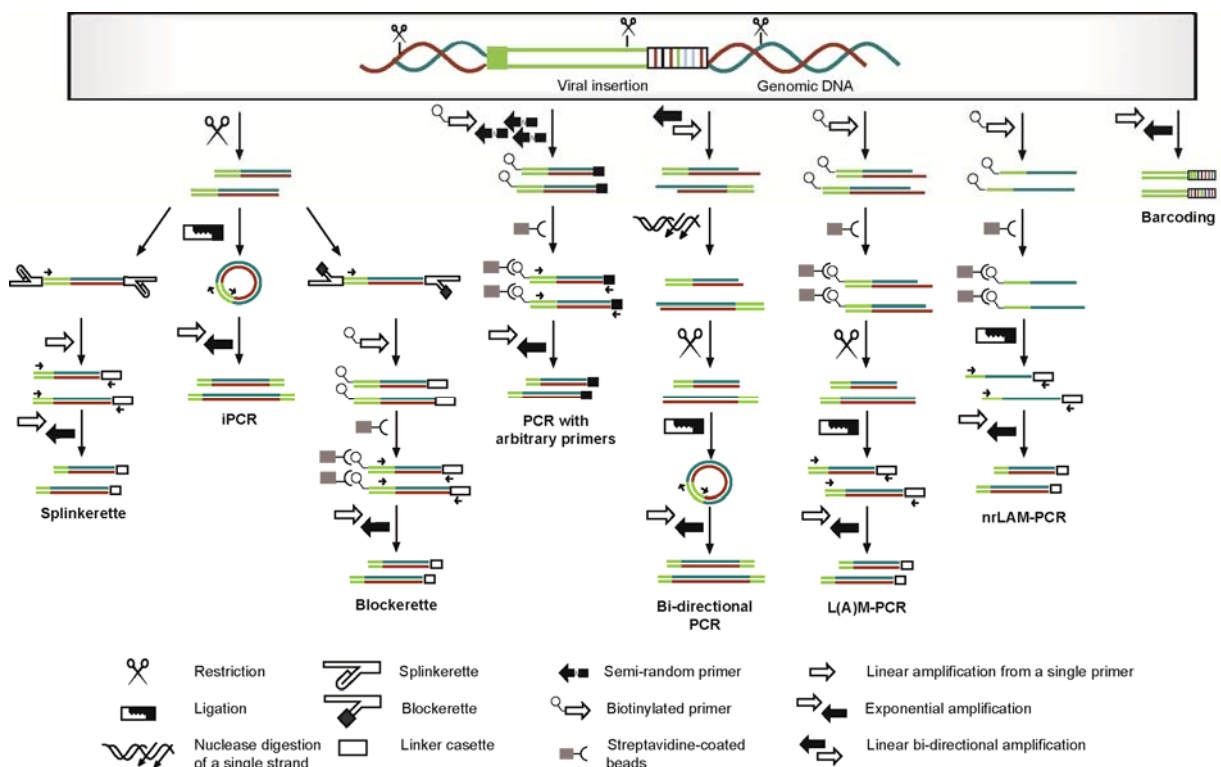 Viral insertion
Genomic DNA
Barcoding
iPCR
PCR with
arbitrary primers
Splinkerette
nrLAM-PCR
Blockerette
Bi-directional
PCR
L(A)M-PCR
Restriction
Splinkerette
Semi-random primer
Linear amplification from a single primer
Ligation
Blockerette
Biotinylated primer
Exponential amplification
Nuclease digestion
of a single strand
Linker casette
Streptavidine-coated
beads
Linear bi-directional amplification